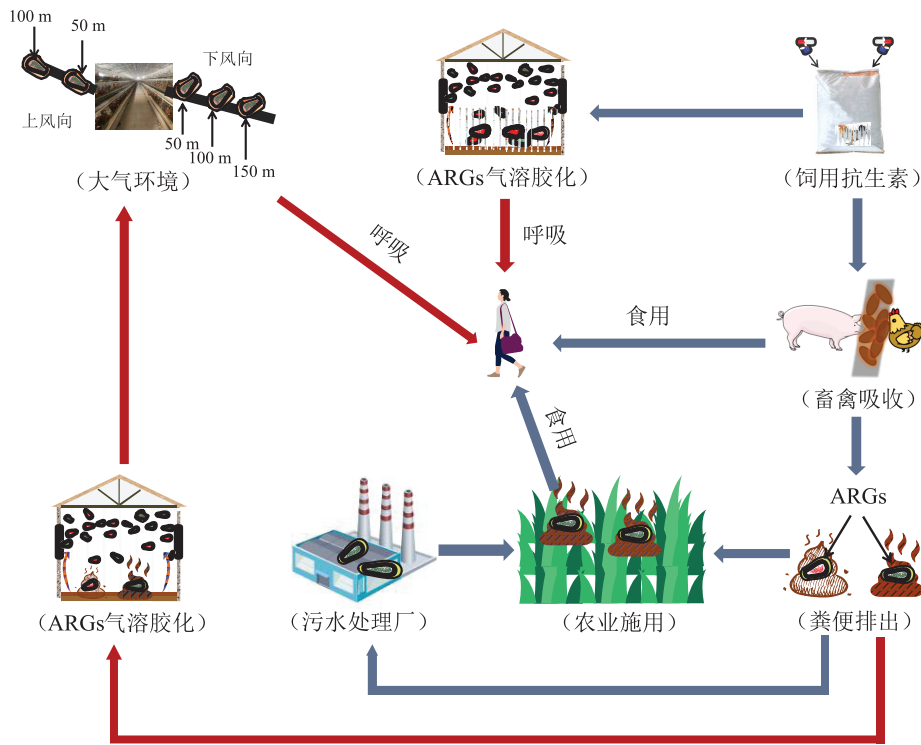 100 m
50 m
下风向
上风向
50 m
100 m
150 m
（大气环境）
（ARGs气溶胶化）
（饲用抗生素）
呼吸
呼吸
食用
（畜禽吸收）
食用
ARGs
（ARGs气溶胶化）
（污水处理厂）
（农业施用）
（粪便排出）